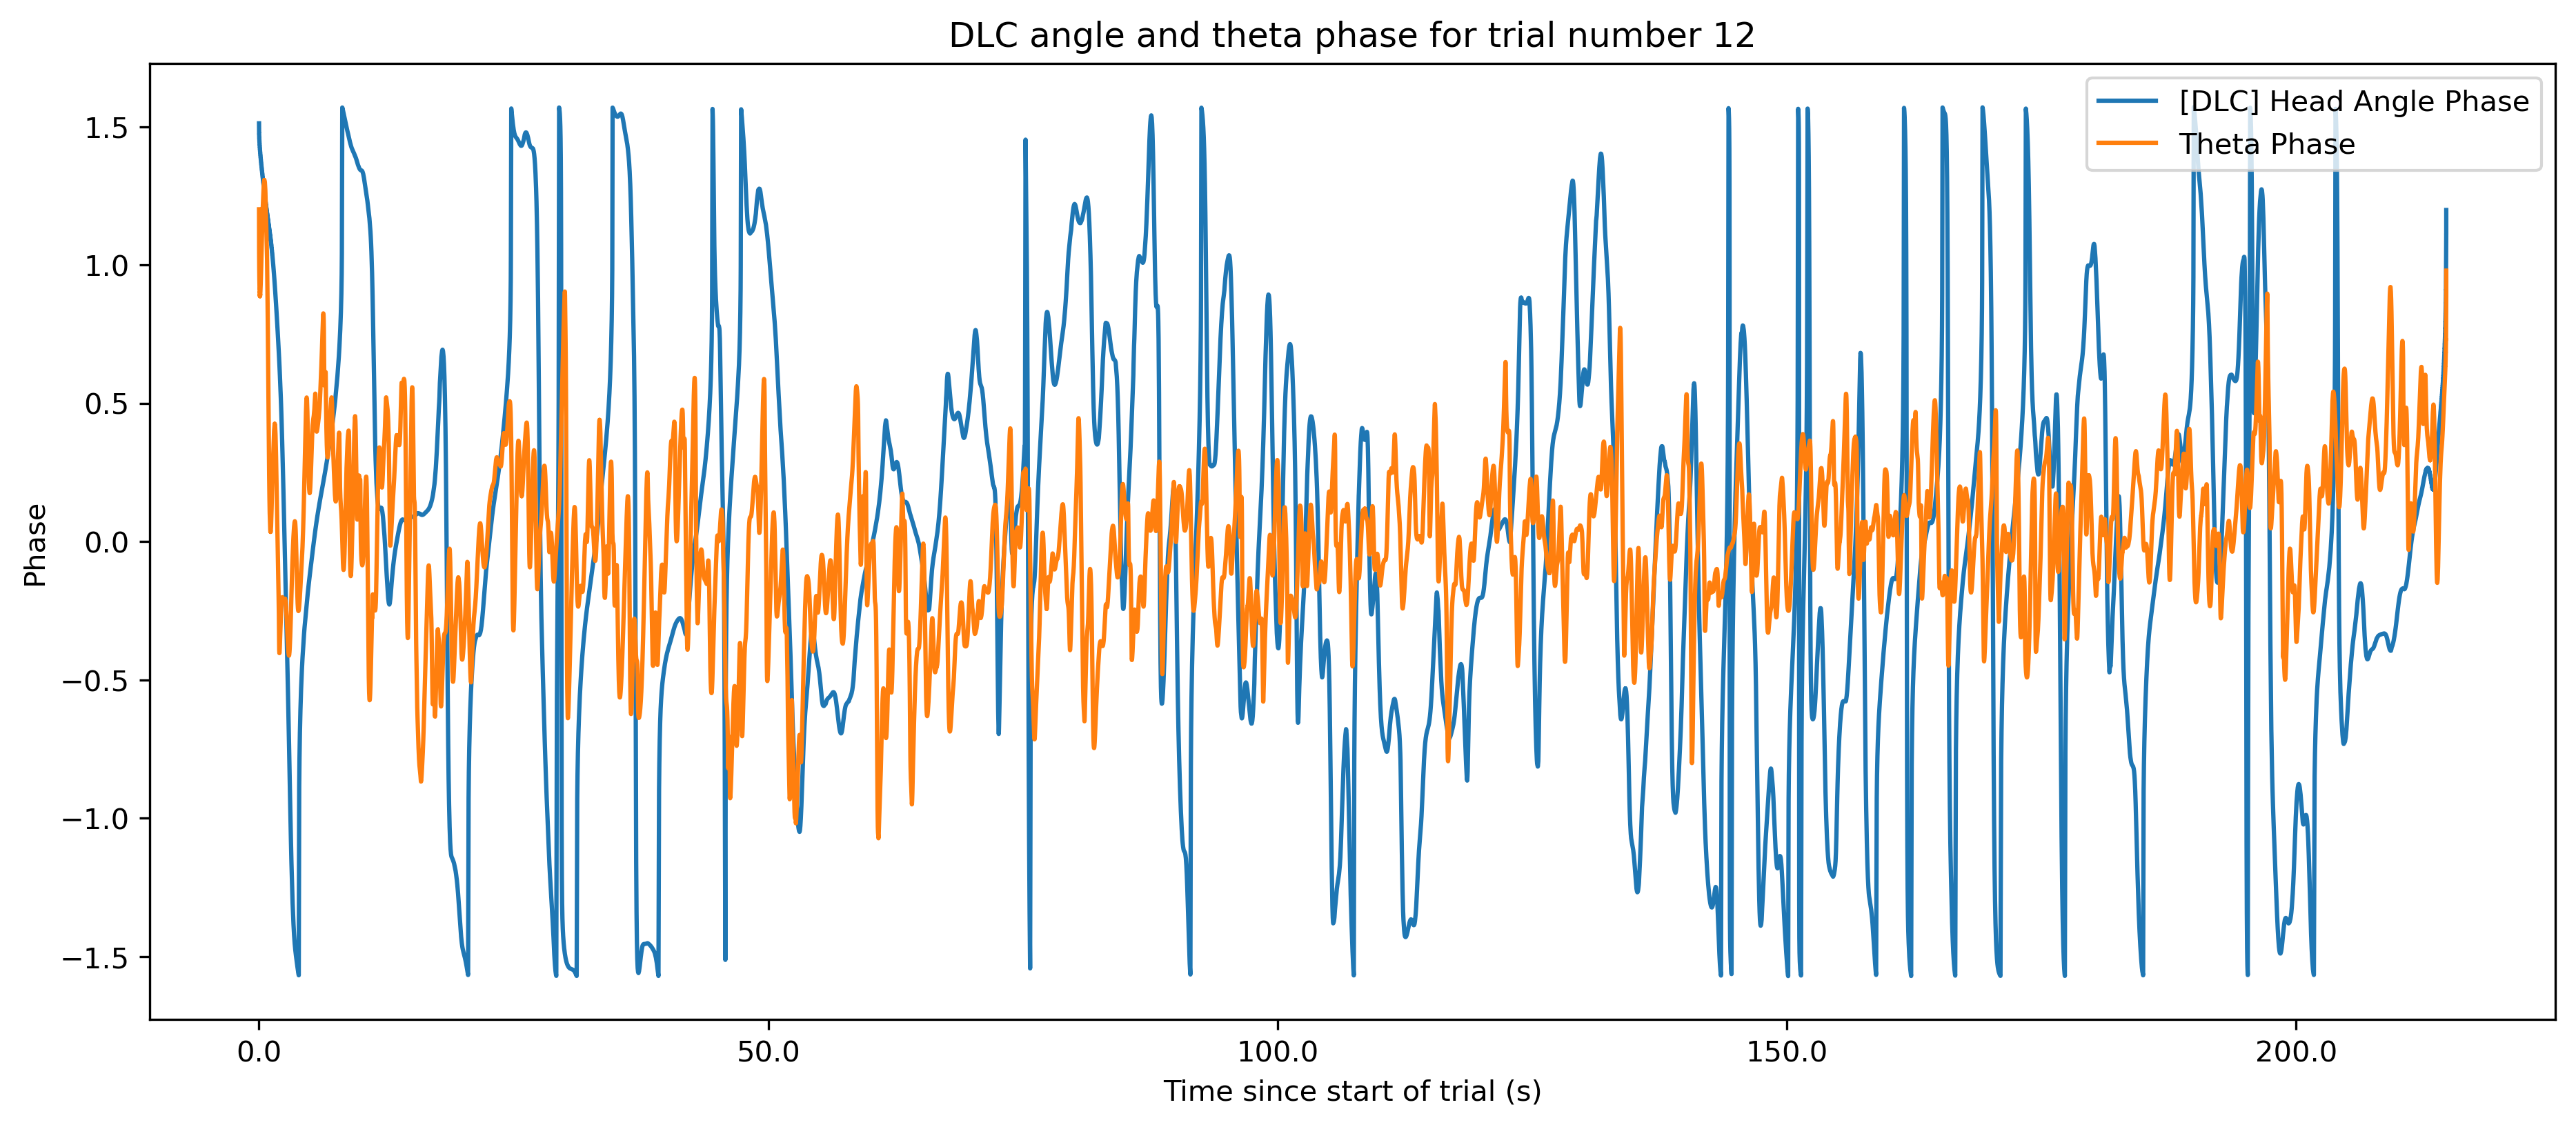 DLC angle and theta phase for trial number 12
[DLC] Head Angle Phase
Theta Phase
1.5
1.0
0.5
0.0
−0.5
−1.0
−1.5
Phase
0.0 50.0 100.0 150.0 200.0
Time since start of trial (s)